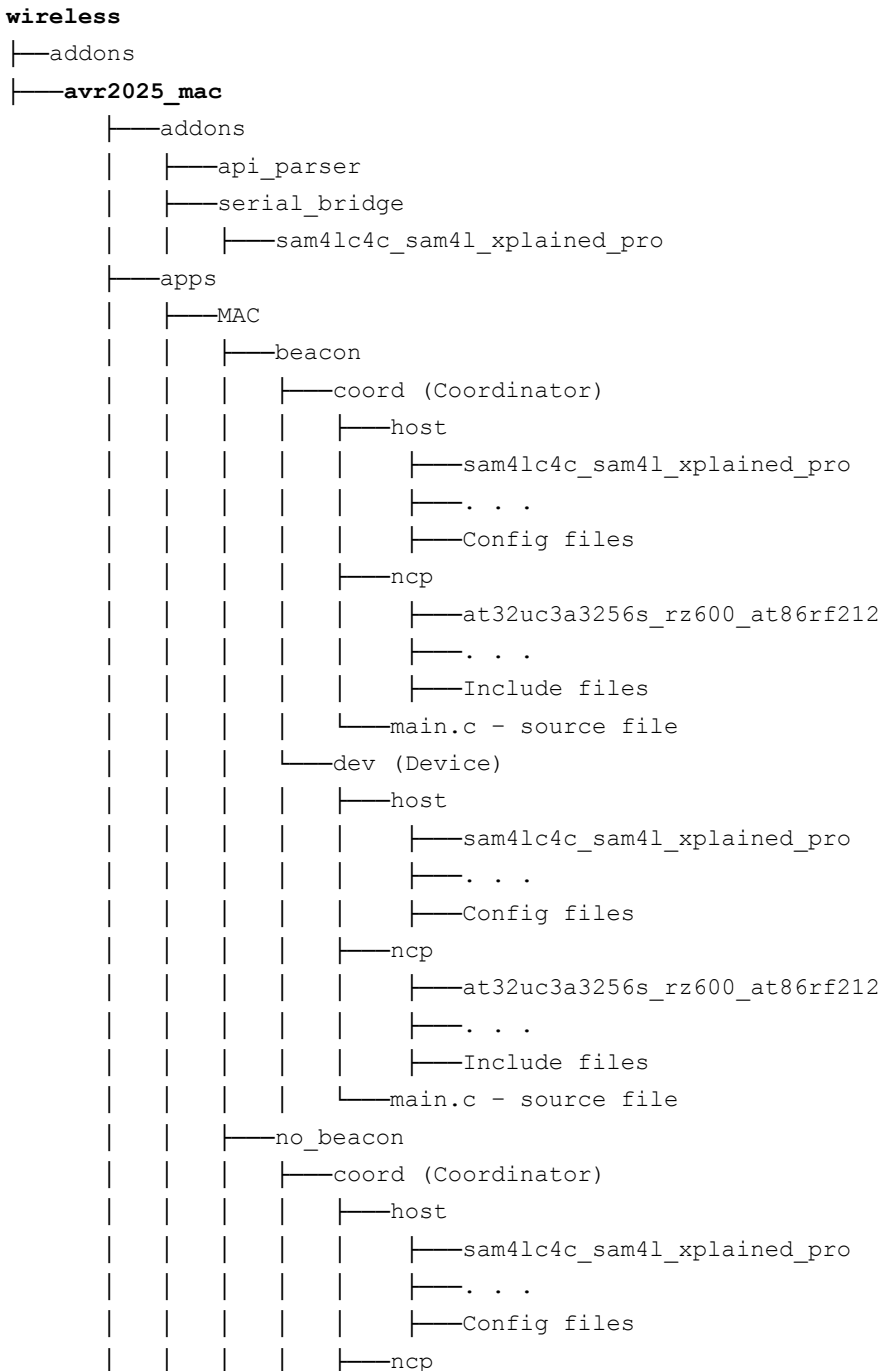 wireless
├──addons
├───avr2025_mac
       ├───addons
       │   ├───api_parser
       │   ├───serial_bridge
       │   │   ├───sam4lc4c_sam4l_xplained_pro
       ├───apps
       │   ├───MAC
       │   │   ├───beacon
       │   │   │   ├───coord (Coordinator)
       │   │   │   │   ├───host
       │   │   │   │   │   ├───sam4lc4c_sam4l_xplained_pro
       │   │   │   │   │   ├───. . .
       │   │   │   │   │   ├───Config files
       │   │   │   │   ├───ncp
       │   │   │   │   │   ├───at32uc3a3256s_rz600_at86rf212
       │   │   │   │   │   ├───. . .
       │   │   │   │   │   ├───Include files
       │   │   │   │   └───main.c – source file
       │   │   │   └───dev (Device)
       │   │   │   │   ├───host
       │   │   │   │   │   ├───sam4lc4c_sam4l_xplained_pro
       │   │   │   │   │   ├───. . .
       │   │   │   │   │   ├───Config files
       │   │   │   │   ├───ncp
       │   │   │   │   │   ├───at32uc3a3256s_rz600_at86rf212
       │   │   │   │   │   ├───. . .
       │   │   │   │   │   ├───Include files
       │   │   │   │   └───main.c – source file
       │   │   ├───no_beacon
       │   │   │   ├───coord (Coordinator)
       │   │   │   │   ├───host
       │   │   │   │   │   ├───sam4lc4c_sam4l_xplained_pro
       │   │   │   │   │   ├───. . .
       │   │   │   │   │   ├───Config files
       │   │   │   │   ├───ncp